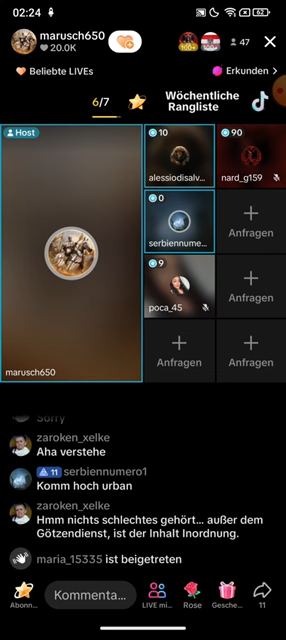 02:24
62
marusch650
20.0K
100+
100+
47
Beliebte LIVEs
Erkunden
6/7
Wöchentliche
Rangliste
Host
10
alessiodisalv...
90
nard_g159
0
serbiennume...
Anfragen
9
poca_45
Anfragen
marusch650
Anfragen
Anfragen
Sorry
zaroken_xelke
Aha verstehe
11 serbiennumero1
Komm hoch urban
zaroken_xelke
Hmm nichts schlechtes gehört... außer dem
Götzendienst, ist der Inhalt Inordnung.
maria_15335 ist beigetreten
Abonn...
Kommenta...
LIVE mi...
Rose
Gesche...
11